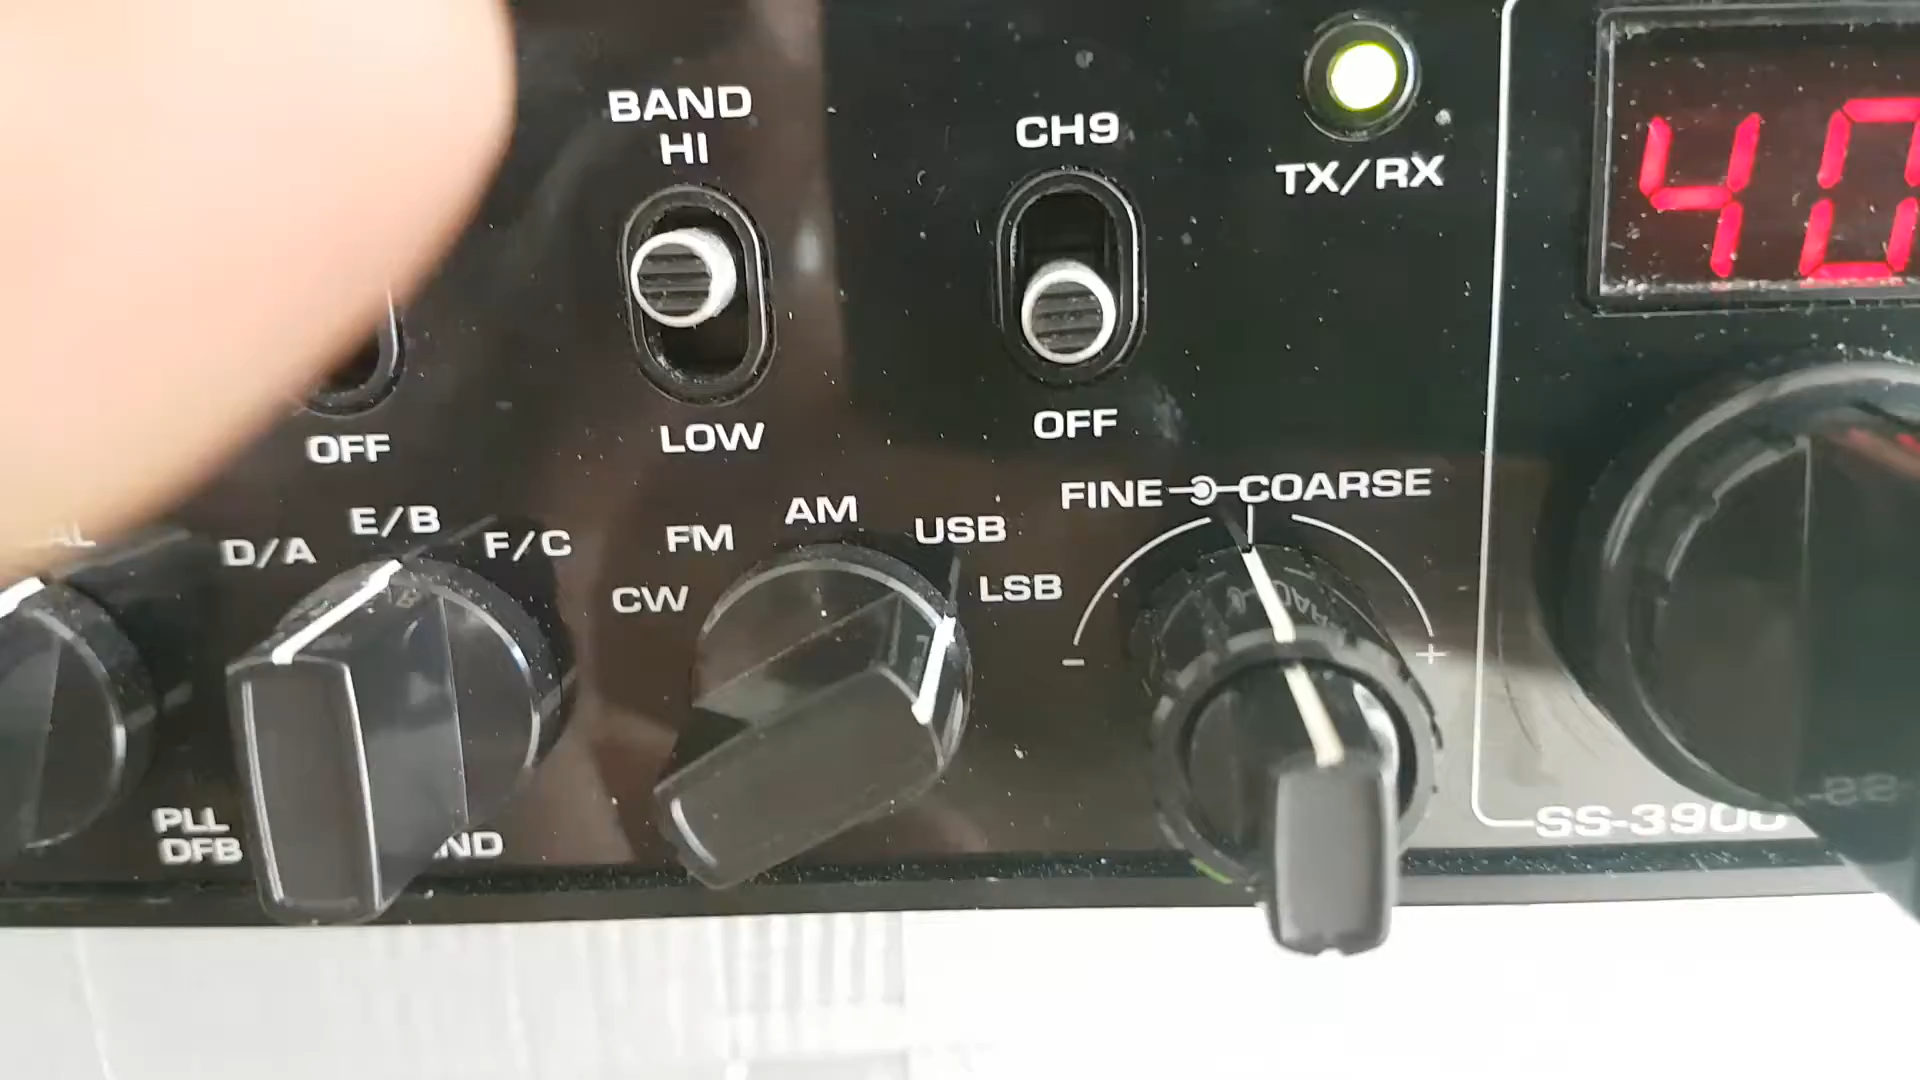 BAND
HI
CH9
TX/RX
40
OFF
LOW
OFF
D/A
E/B
F/C
CW
FM
AM
USB
LSB
FINE
COARSE
-
+
PLL
DFB
SS-3900